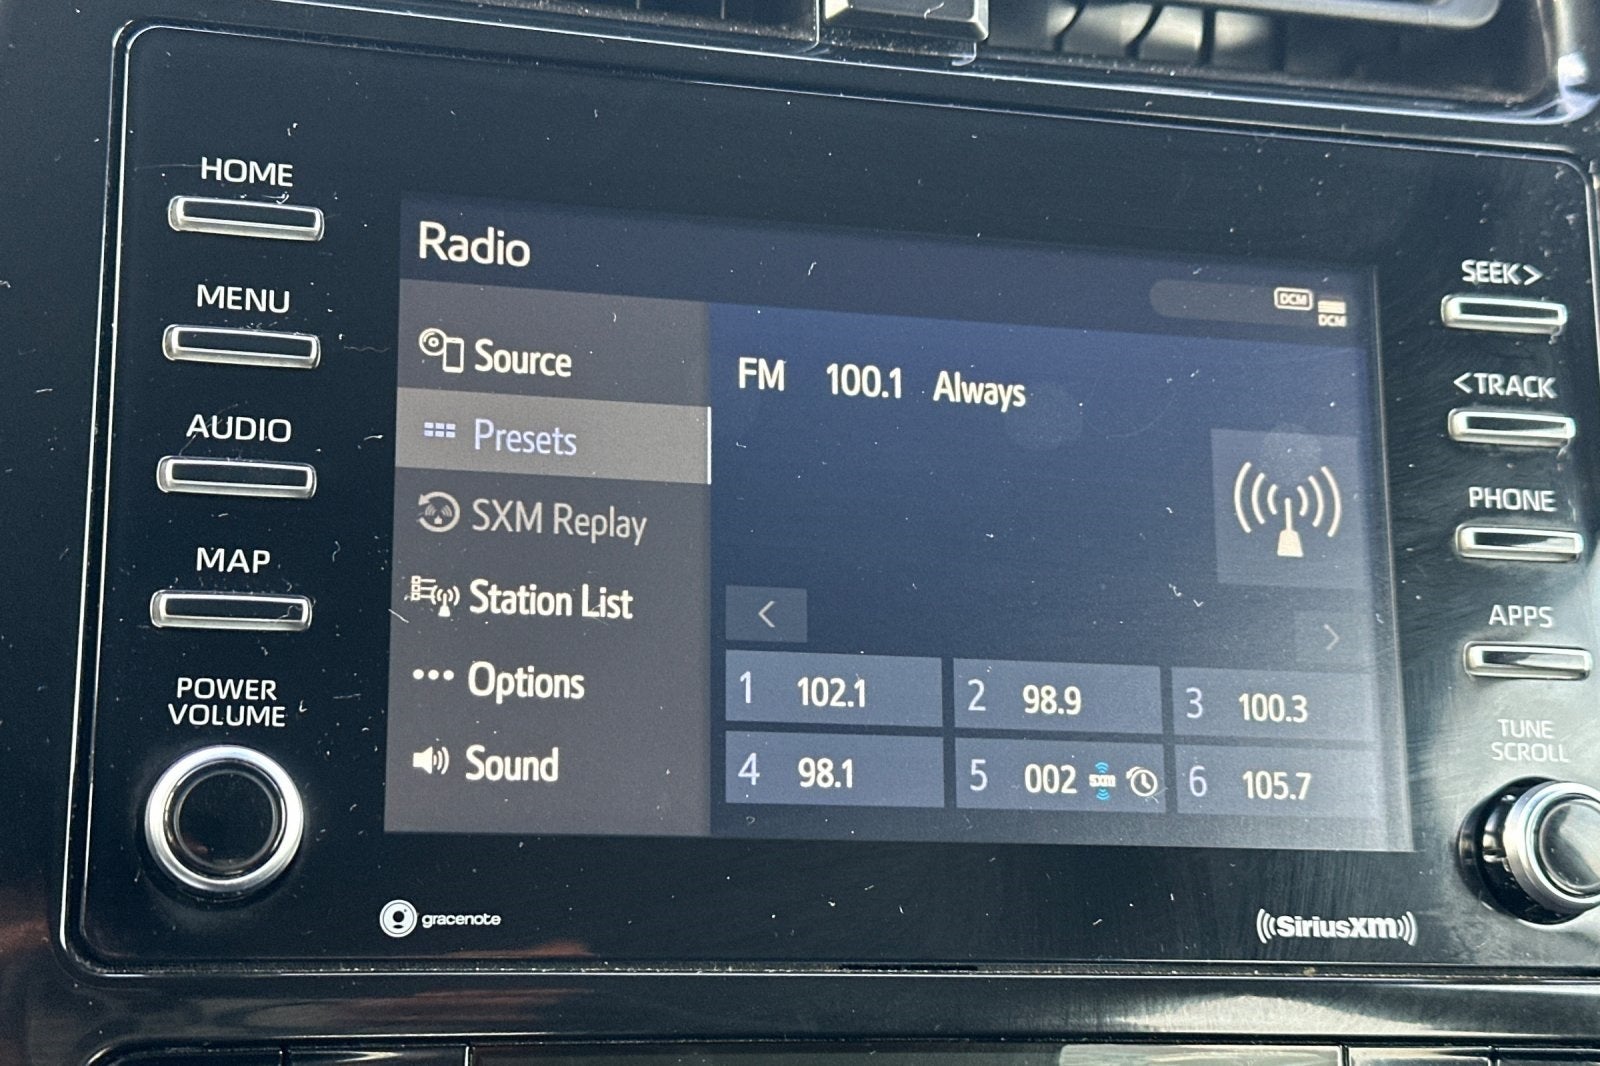 HOME
MENU
AUDIO
MAP
POWER
VOLUME
Radio
DCM
DCM
Source
Presets
SXM Replay
Station List
Options
Sound
FM 100.1 Always
<
>
1 102.1
2 98.9
3 100.3
4 98.1
5 002 SXM
6 105.7
SEEK >
< TRACK
PHONE
APPS
TUNE
SCROLL
gracenote
((SiriusXM))